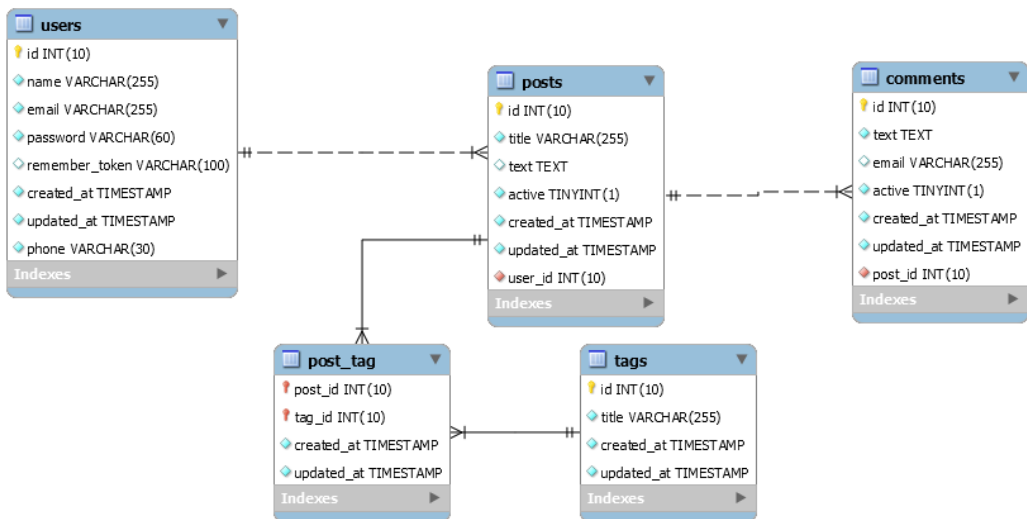 users
id INT(10)
name VARCHAR(255)
email VARCHAR(255)
password VARCHAR(60)
remember_token VARCHAR(100)
created_at TIMESTAMP
updated_at TIMESTAMP
phone VARCHAR(30)
Indexes
posts
id INT(10)
title VARCHAR(255)
text TEXT
active TINYINT(1)
created_at TIMESTAMP
updated_at TIMESTAMP
user_id INT(10)
Indexes
comments
id INT(10)
text TEXT
email VARCHAR(255)
active TINYINT(1)
created_at TIMESTAMP
updated_at TIMESTAMP
post_id INT(10)
Indexes
post_tag
post_id INT(10)
tag_id INT(10)
created_at TIMESTAMP
updated_at TIMESTAMP
Indexes
tags
id INT(10)
title VARCHAR(255)
created_at TIMESTAMP
updated_at TIMESTAMP
Indexes